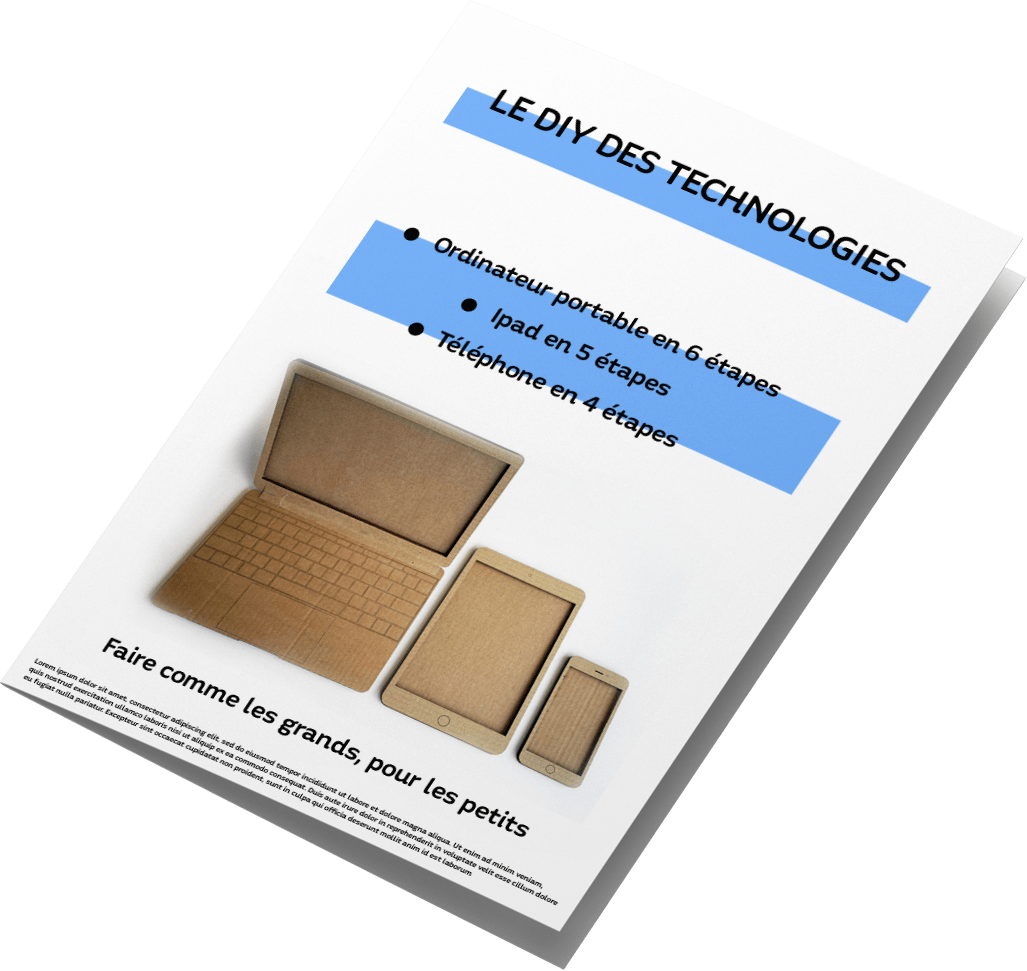 LE DIY DES TECHNOLOGIES
• Ordinateur portable en 6 étapes
• Ipad en 5 étapes
• Téléphone en 4 étapes
Faire comme les grands, pour les petits
Lorem ipsum dolor sit amet, consectetur adipiscing elit, sed do eiusmod tempor incididunt ut labore et dolore magna aliqua. Ut enim ad minim veniam,
quis nostrud exercitation ullamco laboris nisi ut aliquip ex ea commodo consequat. Duis aute irure dolor in reprehenderit in voluptate velit esse cillum dolore
eu fugiat nulla pariatur. Excepteur sint occaecat cupidatat non proident, sunt in culpa qui officia deserunt mollit anim id est laborum